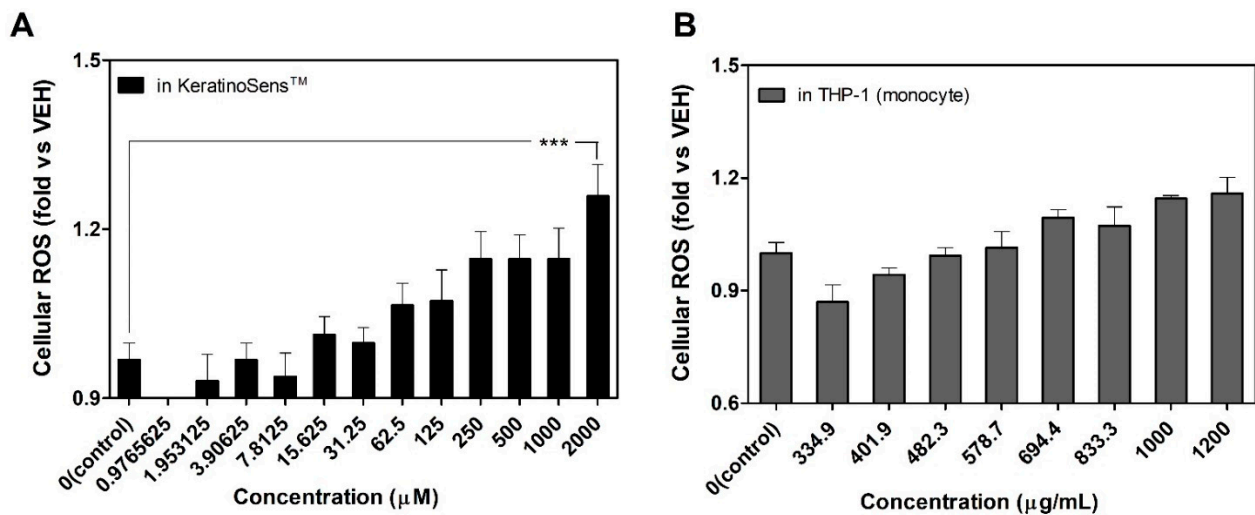 A
Cellular ROS (fold vs VEH)
1.5
1.2
0.9
in KeratinoSens™
***
0(control)
0.9765625
1.953125
3.90625
7.8125
15.625
31.25
62.5
125
250
500
1000
2000
Concentration (μM)
B
Cellular ROS (fold vs VEH)
1.5
1.2
0.9
0.6
in THP-1 (monocyte)
0(control)
334.9
401.9
482.3
578.7
694.4
833.3
1000
1200
Concentration (μg/mL)